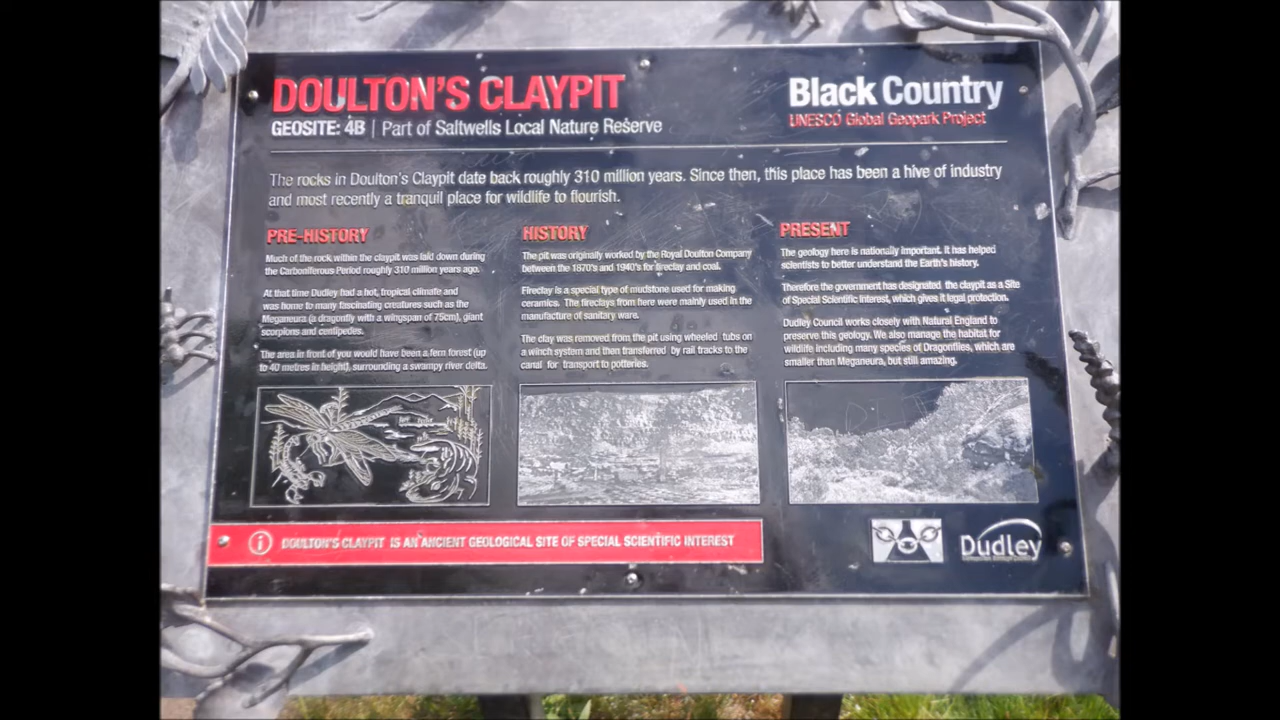 DOULTON'S CLAYPIT
GEOSITE: 4B | Part of Saltwells Local Nature Reserve
Black Country
UNESCO Global Geopark Project
The rocks in Doulton's Claypit date back roughly 310 million years. Since then, this place has been a hive of industry
and most recently a tranquil place for wildlife to flourish.
PRE-HISTORY
Much of the rock within the claypit was laid down during
the Carboniferous Period roughly 310 million years ago.
At that time Dudley had a hot, tropical climate and
was home to many fascinating creatures such as the
Meganeura (a dragonfly with a wingspan of 75cm), giant
scorpions and centipedes.
The area in front of you would have been a fern forest (up
to 40 metres in height), surrounding a swampy river delta.
HISTORY
The pit was originally worked by the Royal Doulton Company
between the 1870's and 1940's for fireclay and coal.
Fireclay is a special type of mudstone used for making
ceramics. The fireclays from here were mainly used in the
manufacture of sanitary ware.
The clay was removed from the pit using wheeled tubs on
a winch system and then transferred by rail tracks to the
canal for transport to potteries.
PRESENT
The geology here is nationally important. It has helped
scientists to better understand the Earth's history.
Therefore the government has designated the claypit as a Site
of Special Scientific Interest, which gives it legal protection.
Dudley Council works closely with Natural England to
preserve this geology. We also manage the habitat for
wildlife including many species of Dragonflies, which are
smaller than Meganeura, but still amazing.
i DOULTON'S CLAYPIT IS AN ANCIENT GEOLOGICAL SITE OF SPECIAL SCIENTIFIC INTEREST
Dudley